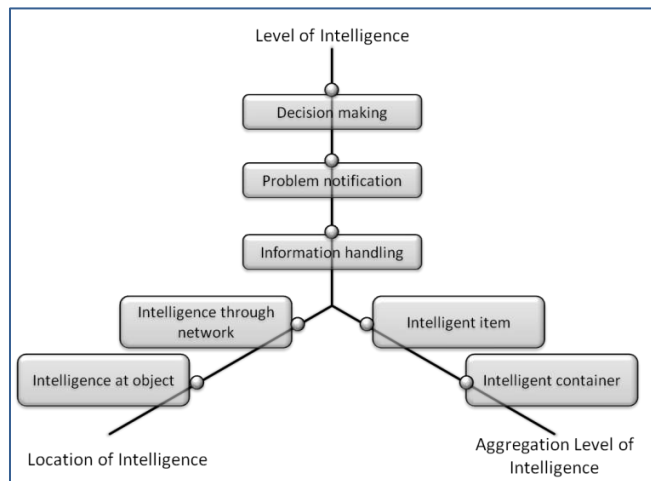 Level of Intelligence
Decision making
Problem notification
Information handling
Intelligence through
network
Intelligent item
Intelligence at object
Intelligent container
Location of Intelligence
Aggregation Level of
Intelligence